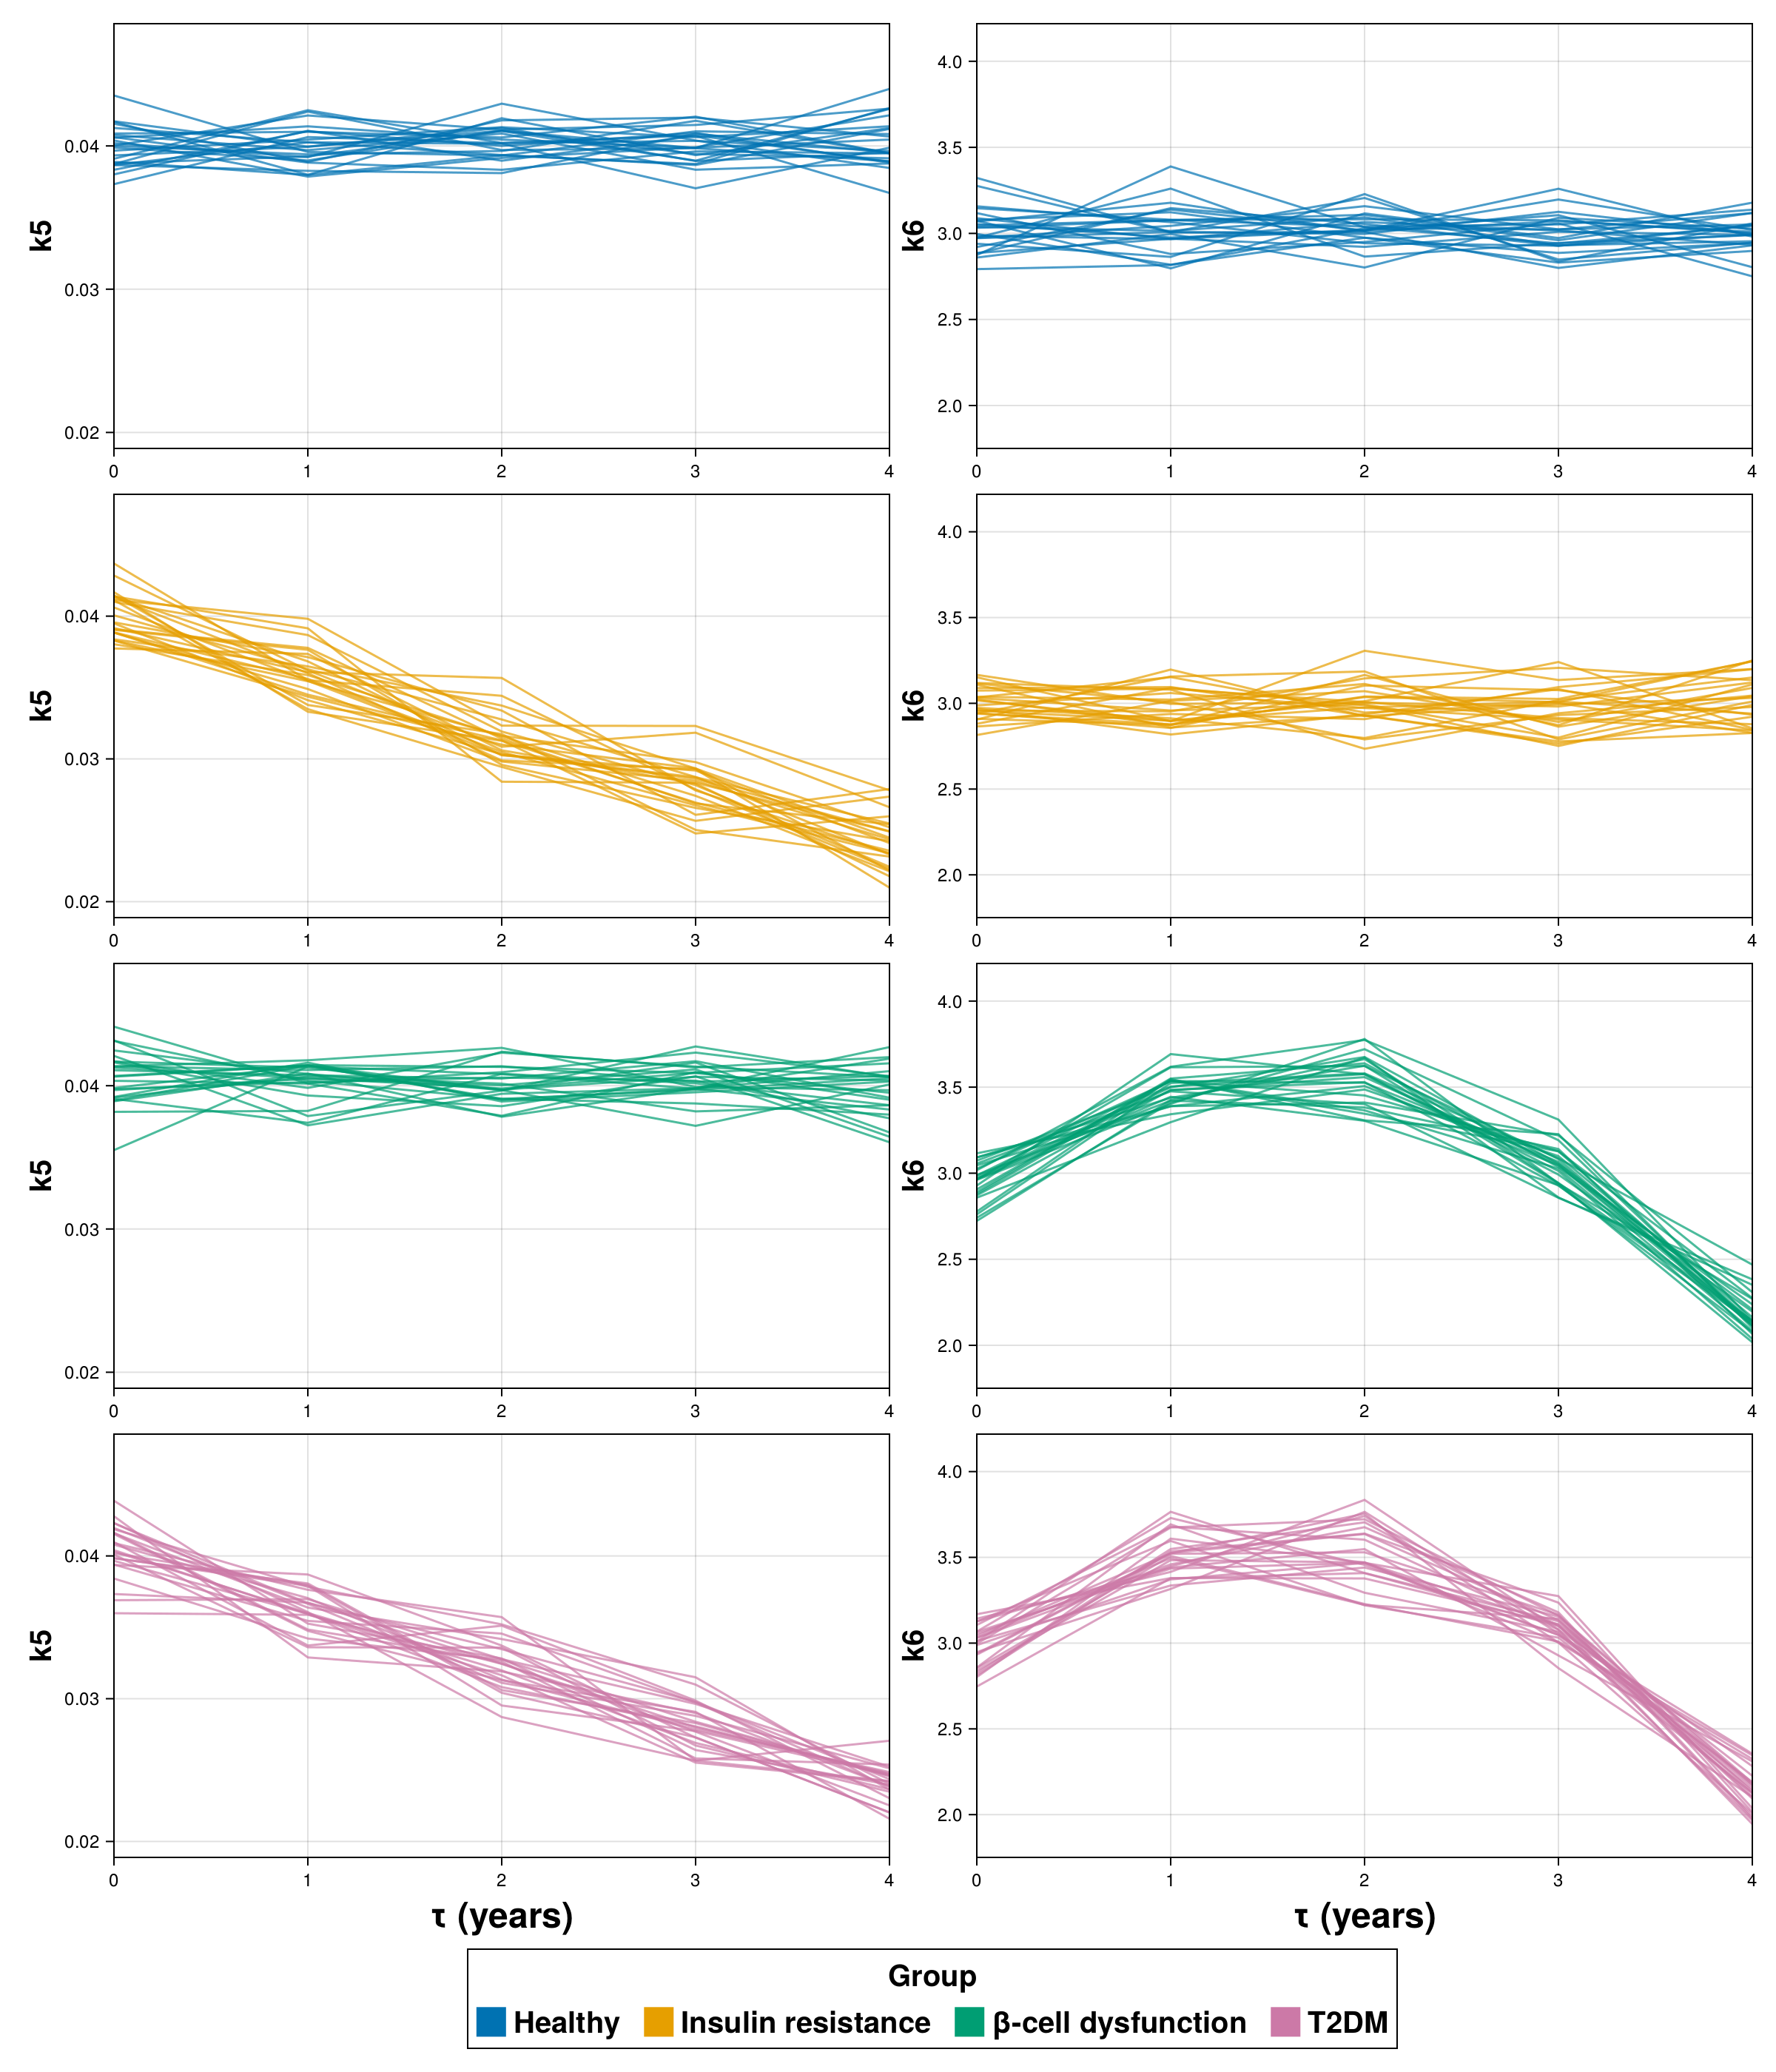 k5
0.04
0.03
0.02
0 1 2 3 4
k6
4.0
3.5
3.0
2.5
2.0
0 1 2 3 4
k5
0.04
0.03
0.02
0 1 2 3 4
k6
4.0
3.5
3.0
2.5
2.0
0 1 2 3 4
k5
0.04
0.03
0.02
0 1 2 3 4
k6
4.0
3.5
3.0
2.5
2.0
0 1 2 3 4
k5
0.04
0.03
0.02
0 1 2 3 4
τ (years)
k6
4.0
3.5
3.0
2.5
2.0
0 1 2 3 4
τ (years)
Group
Healthy Insulin resistance β-cell dysfunction T2DM